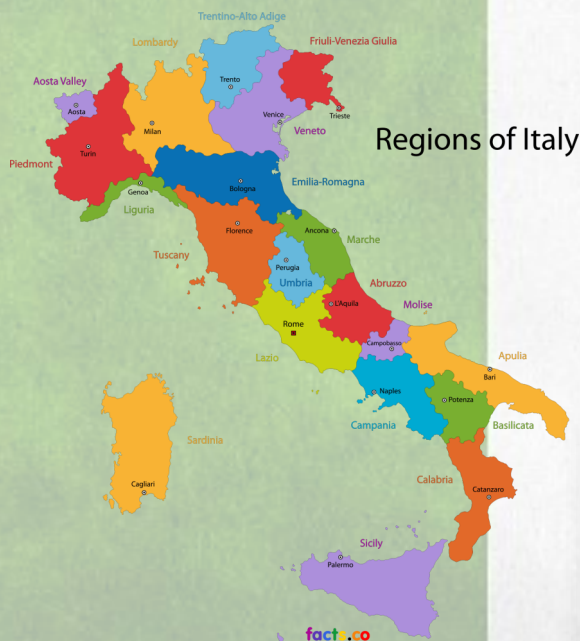 Trentino-Alto Adige
Lombardy
Friuli-Venezia Giulia
Aosta Valley
Trento
Aosta
Venice
Trieste
Milan
Veneto
Regions of Italy
Turin
Piedmont
Emilia-Romagna
Bologna
Genoa
Liguria
Florence
Ancona
Marche
Tuscany
Perugia
Umbria
Abruzzo
L'Aquila
Molise
Rome
Campobasso
Lazio
Apulia
Bari
Naples
Potenza
Campania
Basilicata
Sardinia
Calabria
Cagliari
Catanzaro
Sicily
Palermo
facts.co